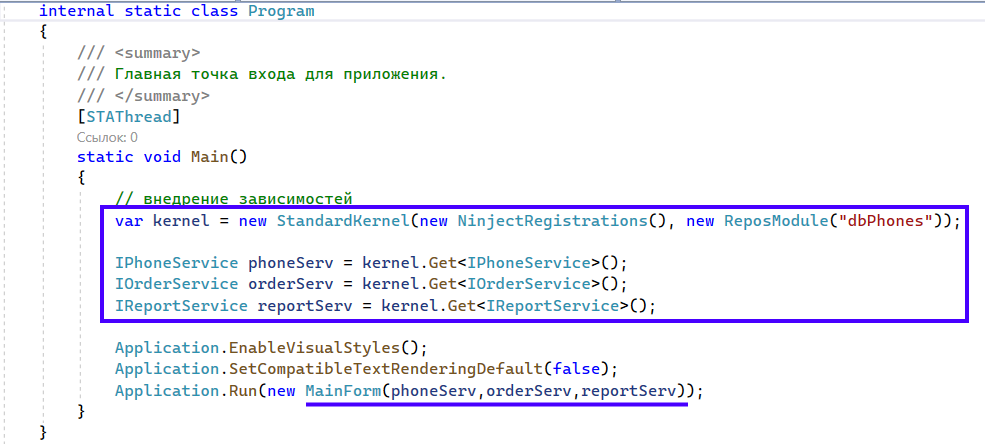 internal static class Program
{
/// <summary>
/// Главная точка входа для приложения.
/// </summary>
[STAThread]
Ссылок: 0
static void Main()
{
// внедрение зависимостей
var kernel = new StandardKernel(new NinjectRegistrations(), new ReposModule("dbPhones"));
IPhoneService phoneServ = kernel.Get<IPhoneService>();
IOrderService orderServ = kernel.Get<IOrderService>();
IReportService reportServ = kernel.Get<IReportService>();
Application.EnableVisualStyles();
Application.SetCompatibleTextRenderingDefault(false);
Application.Run(new MainForm(phoneServ,orderServ,reportServ));
}
}